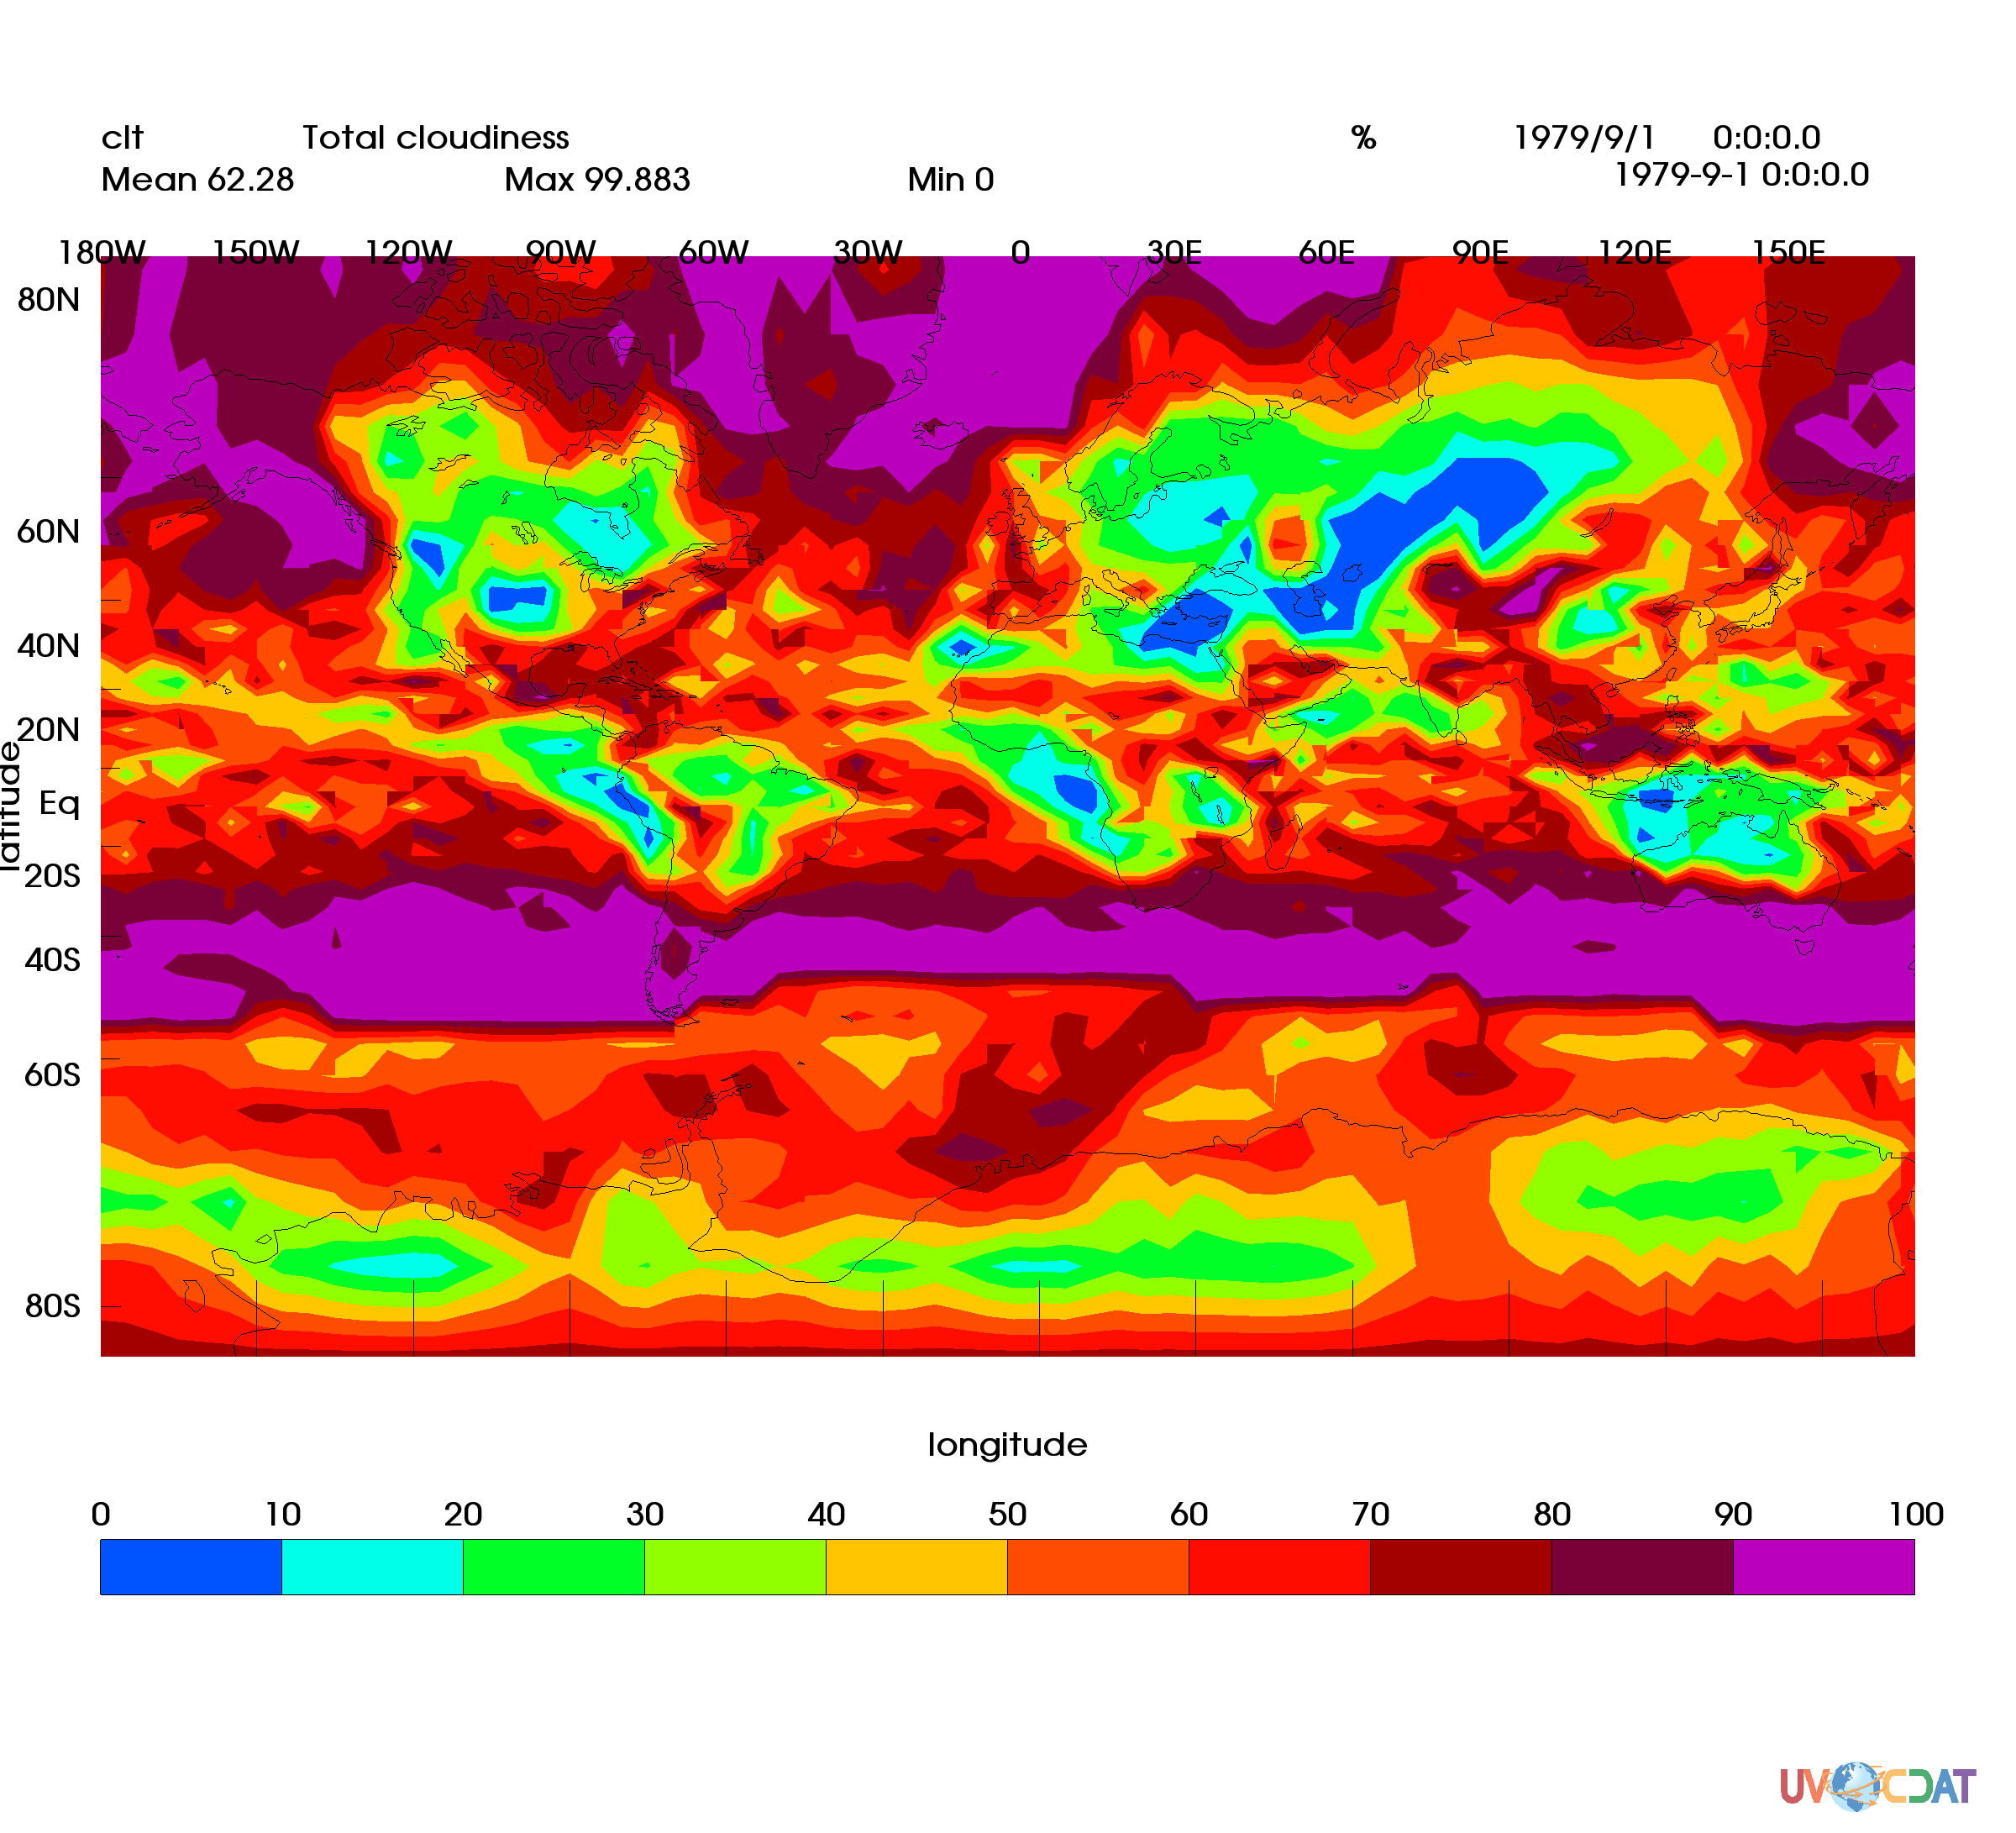 clt Total cloudiness % 1979/9/1 0:0:0.0
Mean 62.28 Max 99.883 Min 0 1979-9-1 0:0:0.0
180W 150W 120W 90W 60W 30W 0 30E 60E 90E 120E 150E
80N
60N
40N
20N
latitude
Eq
20S
40S
60S
80S
longitude
0 10 20 30 40 50 60 70 80 90 100
UV CDAT